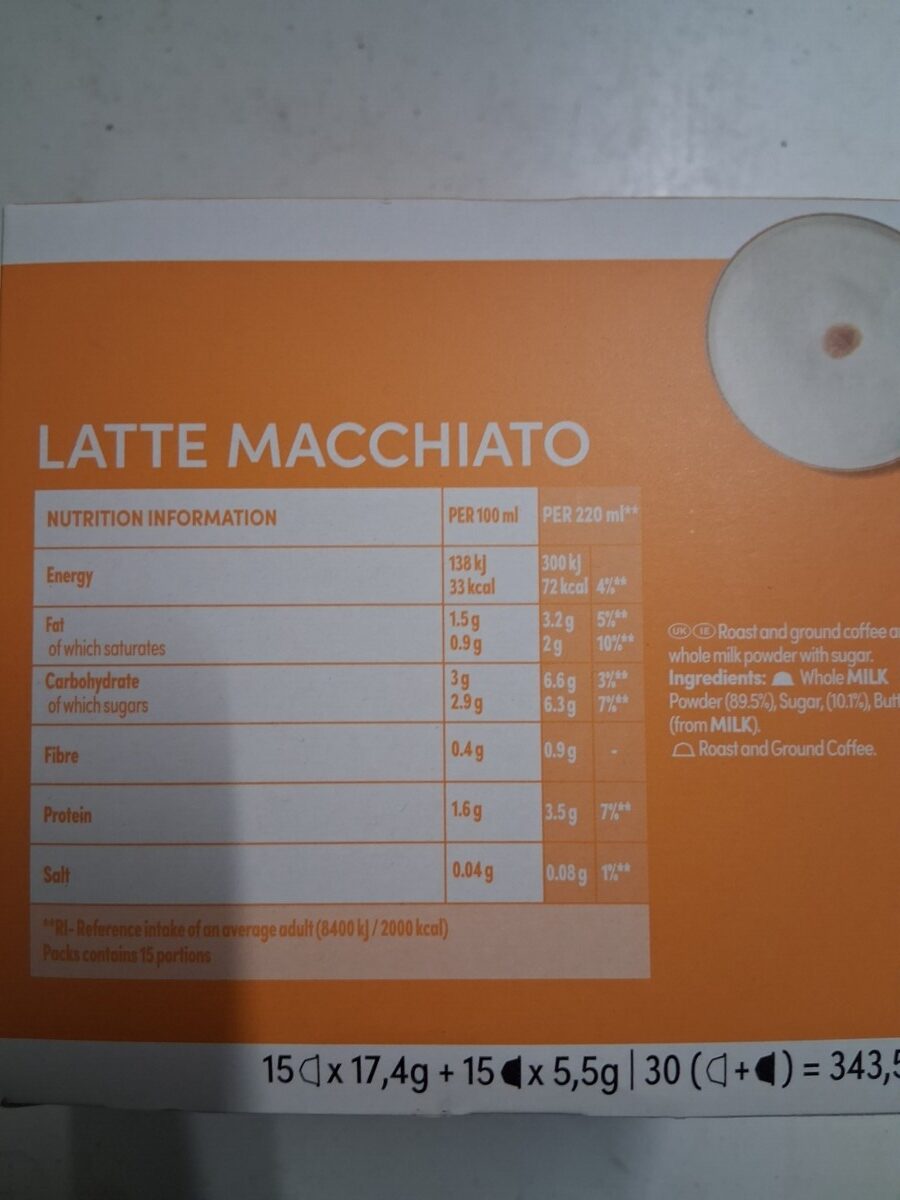 LATTE MACCHIATO
NUTRITION INFORMATION PER 100 ml PER 220 ml**
Energy 138 kJ 33 kcal 300 kJ 72 kcal 4%**
Fat 1.5 g 3.2 g 5%**
of which saturates 0.9 g 2 g 10%**
Carbohydrate 3 g 6.6 g 3%**
of which sugars 2.9 g 6.3 g 7%**
Fibre 0.4 g 0.9 g -
Protein 1.6 g 3.5 g 7%**
Salt 0.04 g 0.08 g 1%**
**RI- Reference intake of an average adult (8400 kJ / 2000 kcal)
Packs contains 15 portions
UK IE Roast and ground coffee
whole milk powder with sugar.
Ingredients: Whole MILK
Powder (89.5%), Sugar, (10.1%),
(from MILK).
Roast and Ground Coffee.
15 x 17,4g + 15 x 5,5g | 30 ( + ) = 343,5